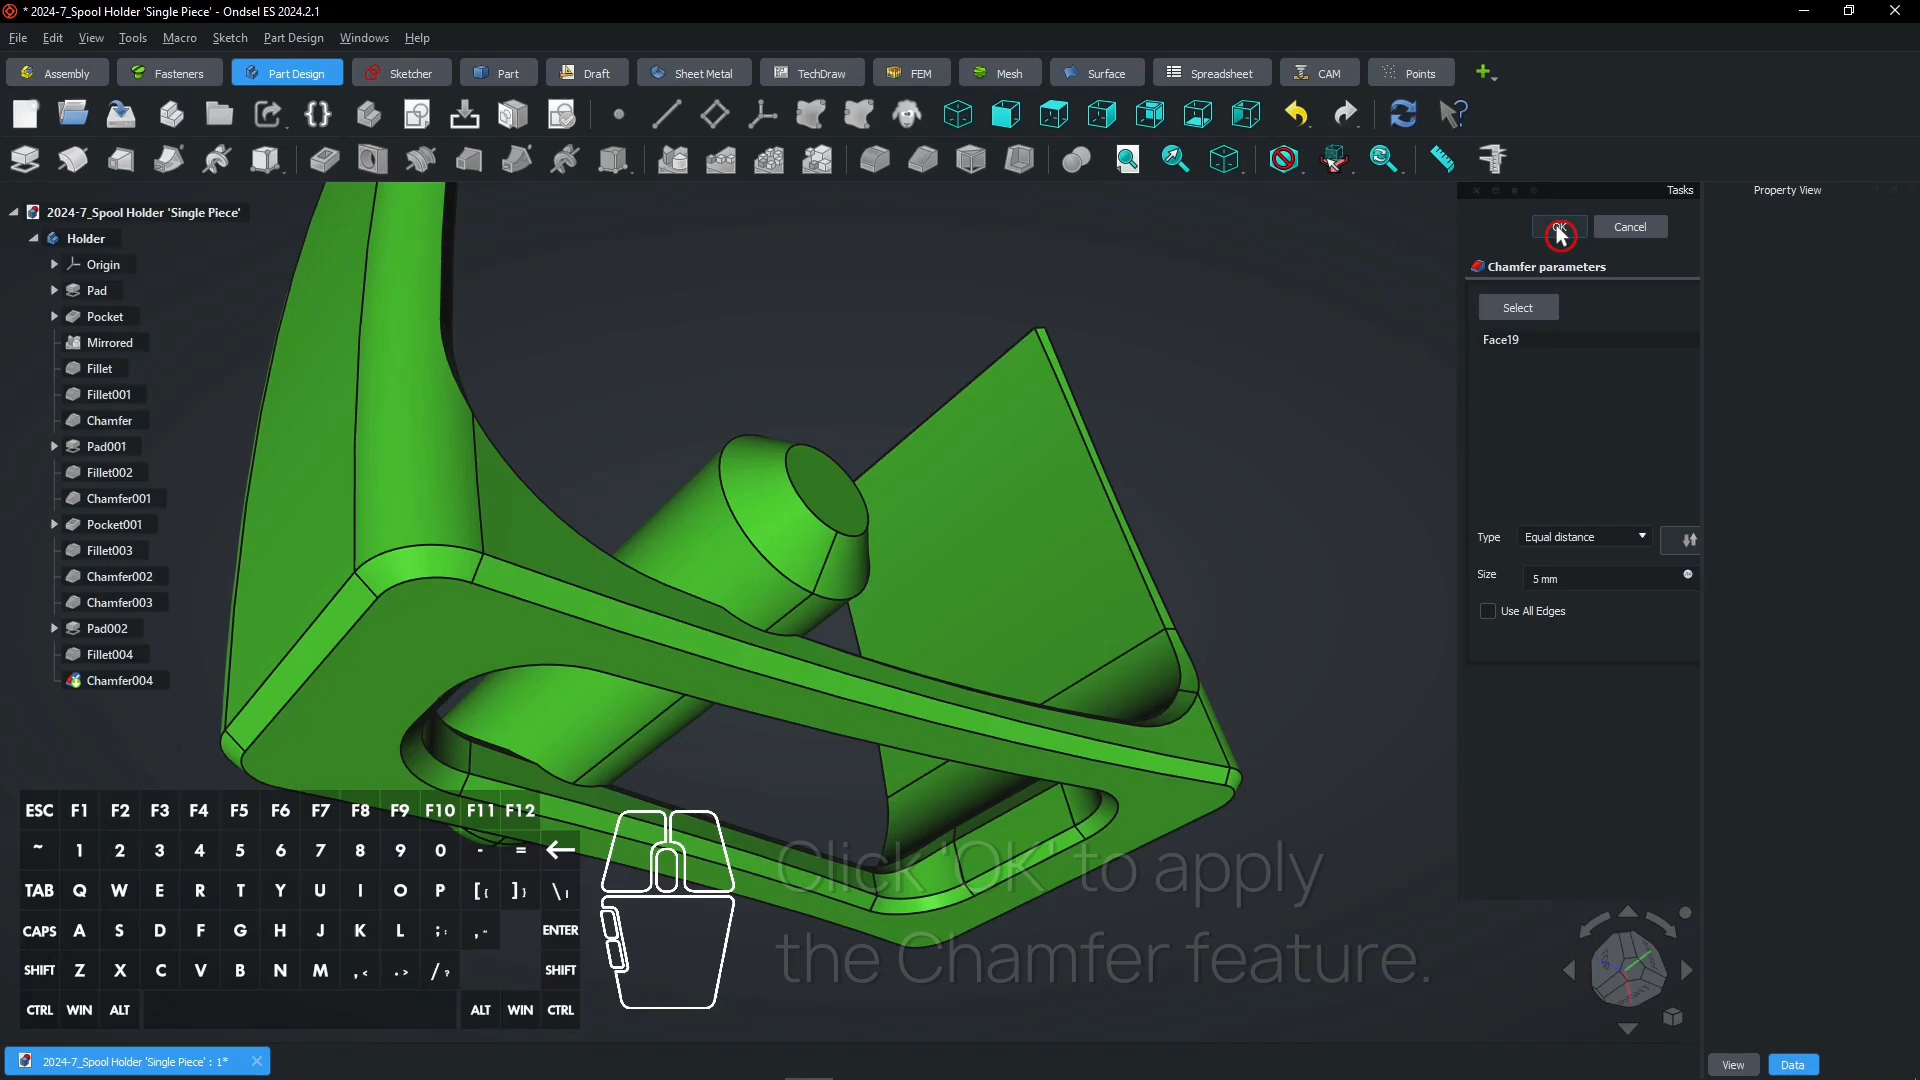 * 2024-7_Spool Holder 'Single Piece' - Ondsel ES 2024.2.1
File Edit View Tools Macro Sketch Part Design Windows Help
Assembly Fasteners Part Design Sketcher Part Draft Sheet Metal TechDraw FEM Mesh Surface Spreadsheet CAM Points
Tasks
Property View
2024-7_Spool Holder 'Single Piece'
Holder
Origin
Pad
Pocket
Mirrored
Fillet
Fillet001
Chamfer
Pad001
Fillet002
Chamfer001
Pocket001
Fillet003
Chamfer002
Chamfer003
Pad002
Fillet004
Chamfer004
OK Cancel
Chamfer parameters
Select
Face19
Type Equal distance
Size 5 mm
Use All Edges
ESC F1 F2 F3 F4 F5 F6 F7 F8 F9 F10 F11 F12
~ 1 2 3 4 5 6 7 8 9 0 - =
TAB Q W E R T Y U I O P [{ ]} \|
CAPS A S D F G H J K L ;: ," ENTER
SHIFT Z X C V B N M ,< .> /? SHIFT
CTRL WIN ALT ALT WIN CTRL
Click 'OK' to apply
the Chamfer feature.
2024-7_Spool Holder 'Single Piece' : 1*
View Data